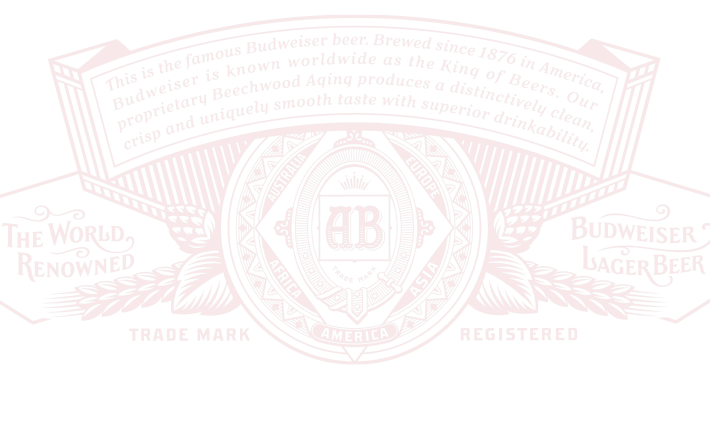 This is the famous Budweiser beer. Brewed since 1876 in America,
Budweiser is known worldwide as the King of Beers. Our
proprietary Beechwood Aging produces a distinctively clean,
crisp and uniquely smooth taste with superior drinkability.
AUSTRALIA
EUROPE
THE WORLD
RENOWNED
AB
BUDWEISER
LAGER BEER
TRADE MARK
AFRICA
ASIA
AMERICA
TRADE MARK
REGISTERED